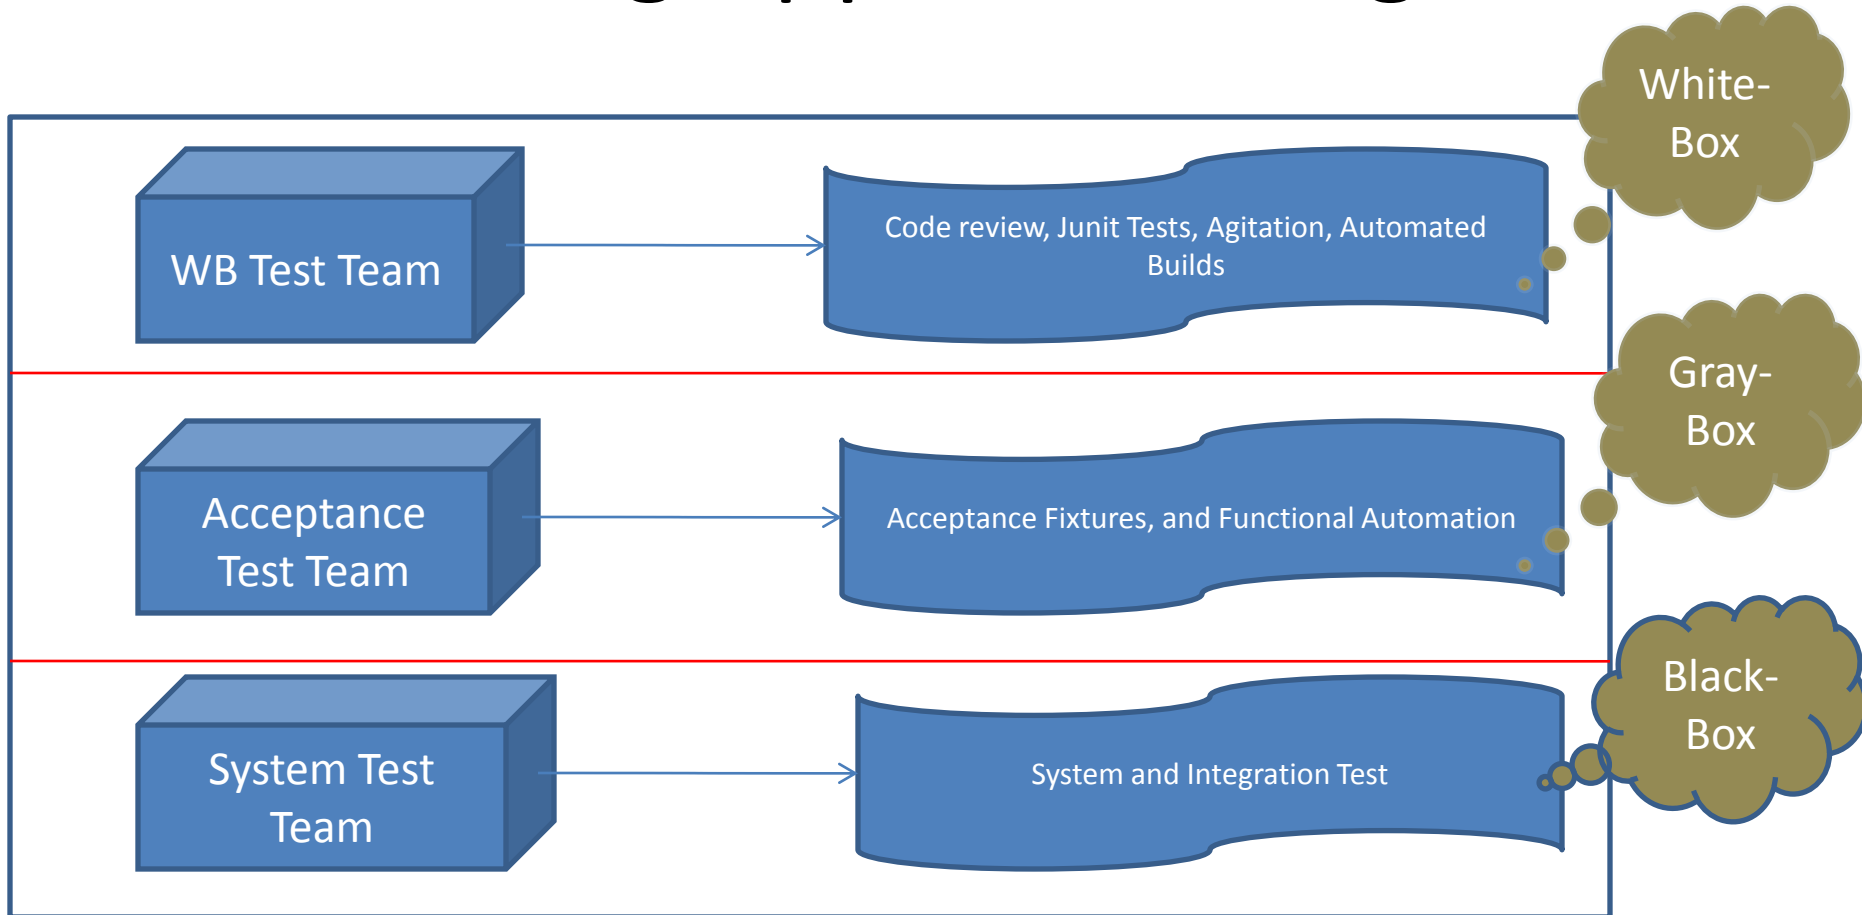 White-
Box
WB Test Team
Code review, Junit Tests, Agitation, Automated
Builds
Gray-
Box
Acceptance
Test Team
Acceptance Fixtures, and Functional Automation
Black-
Box
System Test
Team
System and Integration Test